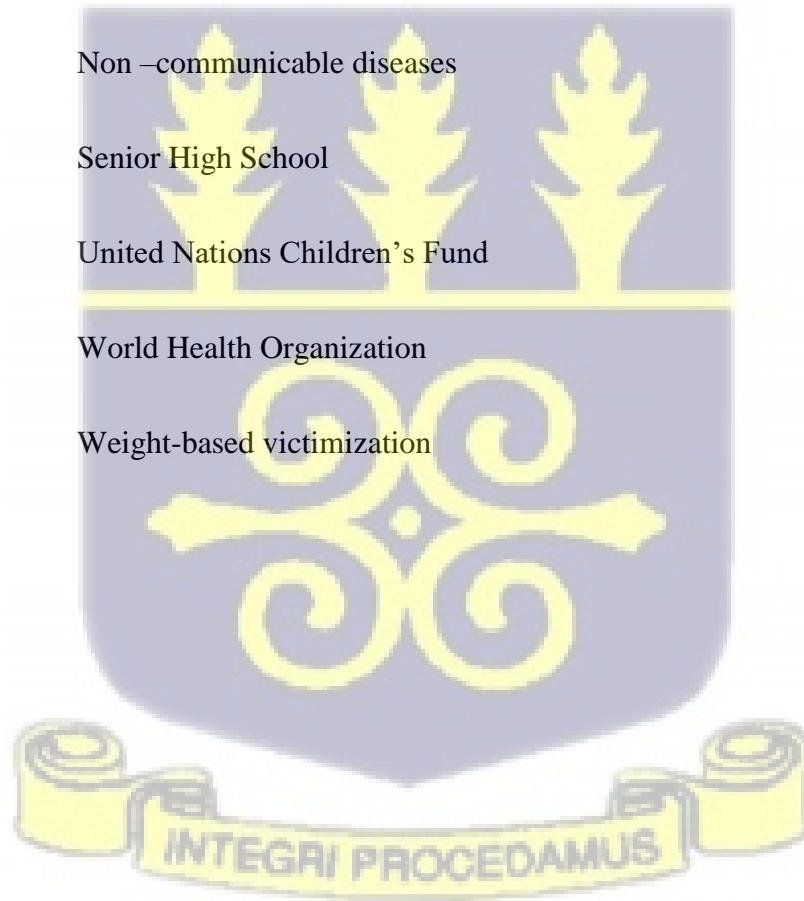 Non –communicable diseases
Senior High School
United Nations Children’s Fund
World Health Organization
Weight-based victimization
INTEGRI PROCEDAMUS